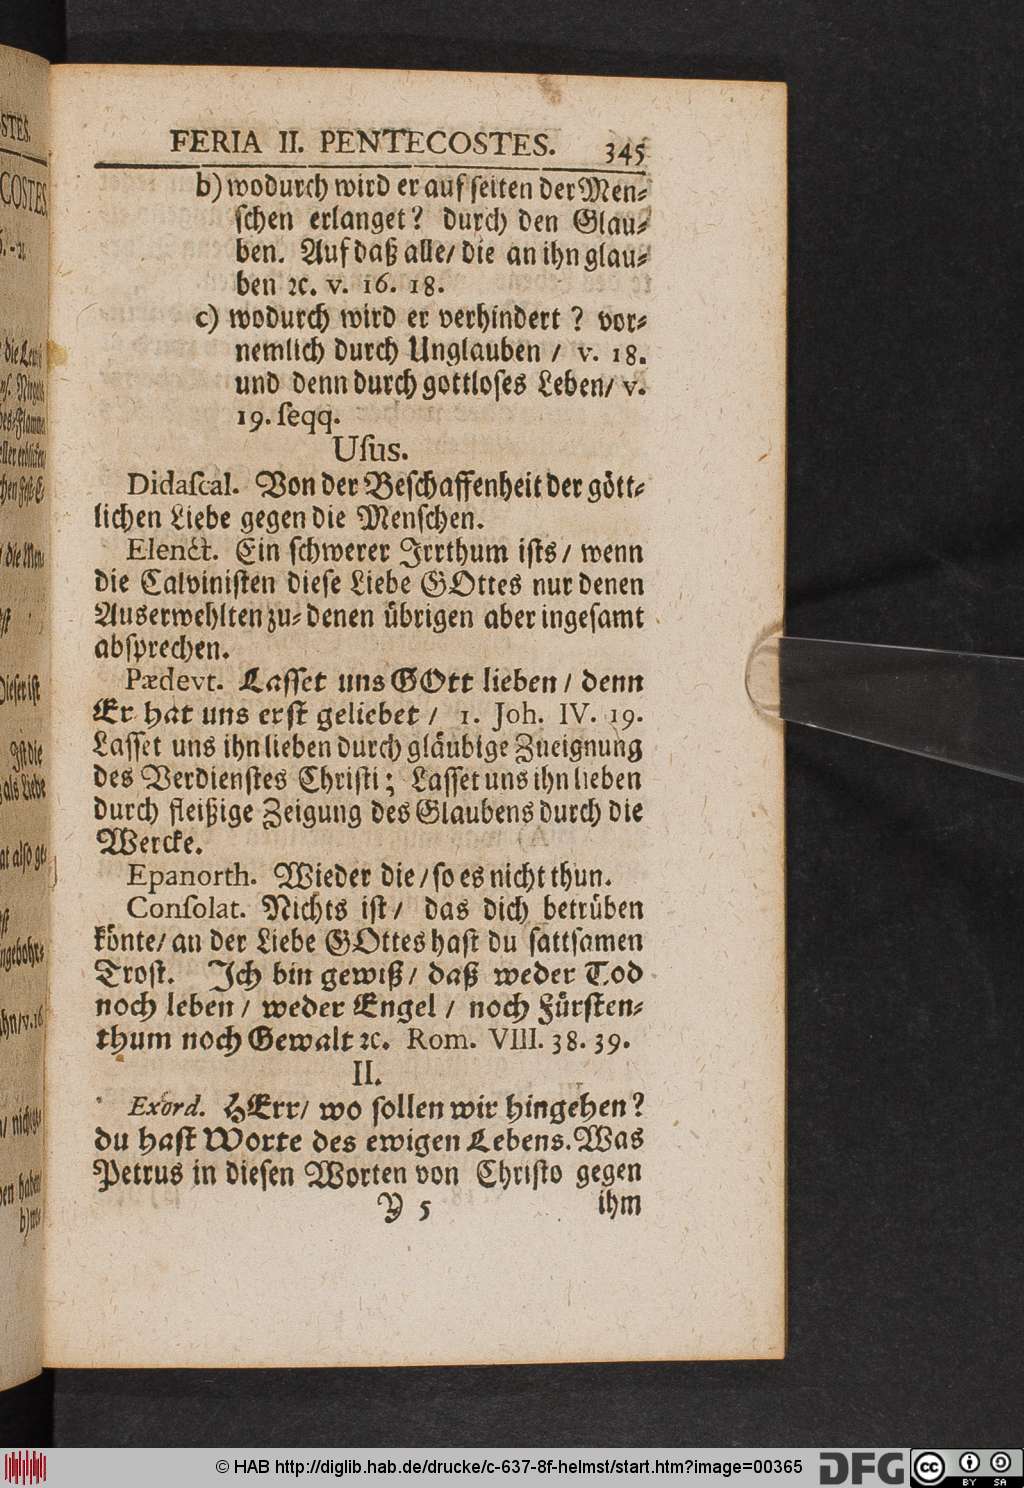 FERIA II. PENTECOSTES. 345
b) wodurch wird er auf seiten der Men⸗
schen erlanget? durch den Glau⸗
ben. Auf daß alle/ die an ihn glau⸗
ben ꝛc. v. 16. 18.
c) wodurch wird er verhindert? vor⸗
nemlich durch Unglauben / v. 18.
und denn durch gottloses Leben/ v.
19. seqq.
Uſus.
Didaſcal. Von der Beschaffenheit der gött⸗
lichen Liebe gegen die Menschen.
Elenct. Ein schwerer Irrthum ists/ wenn
die Calvinisten diese Liebe GOttes nur denen
Auserwehlten zu⸗ denen übrigen aber ingesamt
absprechen.
Pædevt. Lasset uns GOtt lieben / denn
Er hat uns erst geliebet / 1. Joh. IV. 19.
Lasset uns ihn lieben durch gläubige Zueignung
des Verdienstes Christi; Lasset uns ihn lieben
durch fleißige Zeigung des Glaubens durch die
Wercke.
Epanorth. Wieder die / so es nicht thun.
Conſolat. Nichts ist / das dich betrüben
könte/ an der Liebe GOttes hast du sattsamen
Trost. Ich bin gewiß / daß weder Tod
noch leben / weder Engel / noch Fürsten⸗
thum noch Gewalt ꝛc. Rom. VIII. 38. 39.
II.
Exord. HErr/ wo sollen wir hingehen?
du hast Worte des ewigen Lebens. Was
Petrus in diesen Worten von Christo gegen
Y 5 ihm
© HAB http://diglib.hab.de/drucke/c-637-8f-helmst/start.htm?image=00365
DFG
cc BY SA